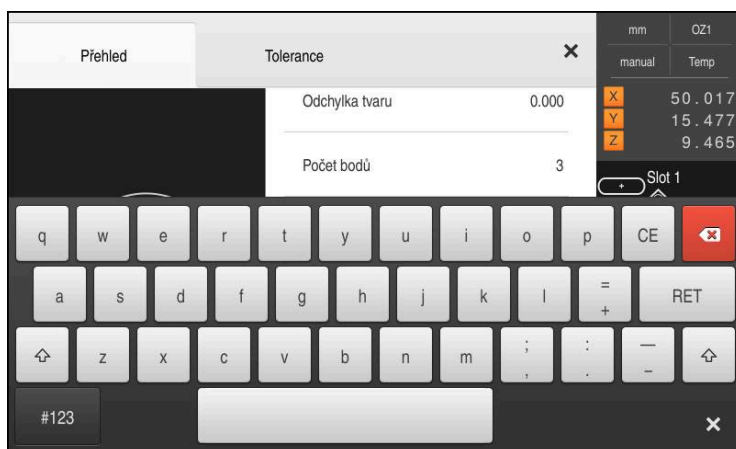 Přehled Tolerance × mm OZ1
manual Temp
Odchylka tvaru 0.000 X 50.017
Y 15.477
Z 9.465
Počet bodů 3 + Slot 1
q w e r t y u i o p CE
a s d f g h j k l = + RET
z x c v b n m ; , : . — –
#123 ×